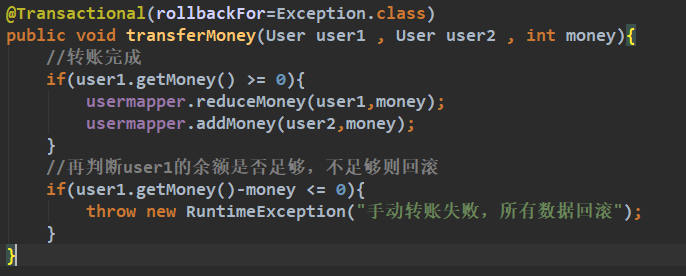 @Transactional(rollbackFor=Exception.class)
public void transferMoney(User user1 , User user2 , int money){
    //转账完成
    if(user1.getMoney() >= 0){
        usermapper.reduceMoney(user1,money);
        usermapper.addMoney(user2,money);
    }
    //再判断user1的余额是否足够，不足够则回滚
    if(user1.getMoney()-money <= 0){
        throw new RuntimeException("手动转账失败，所有数据回滚");
    }
}